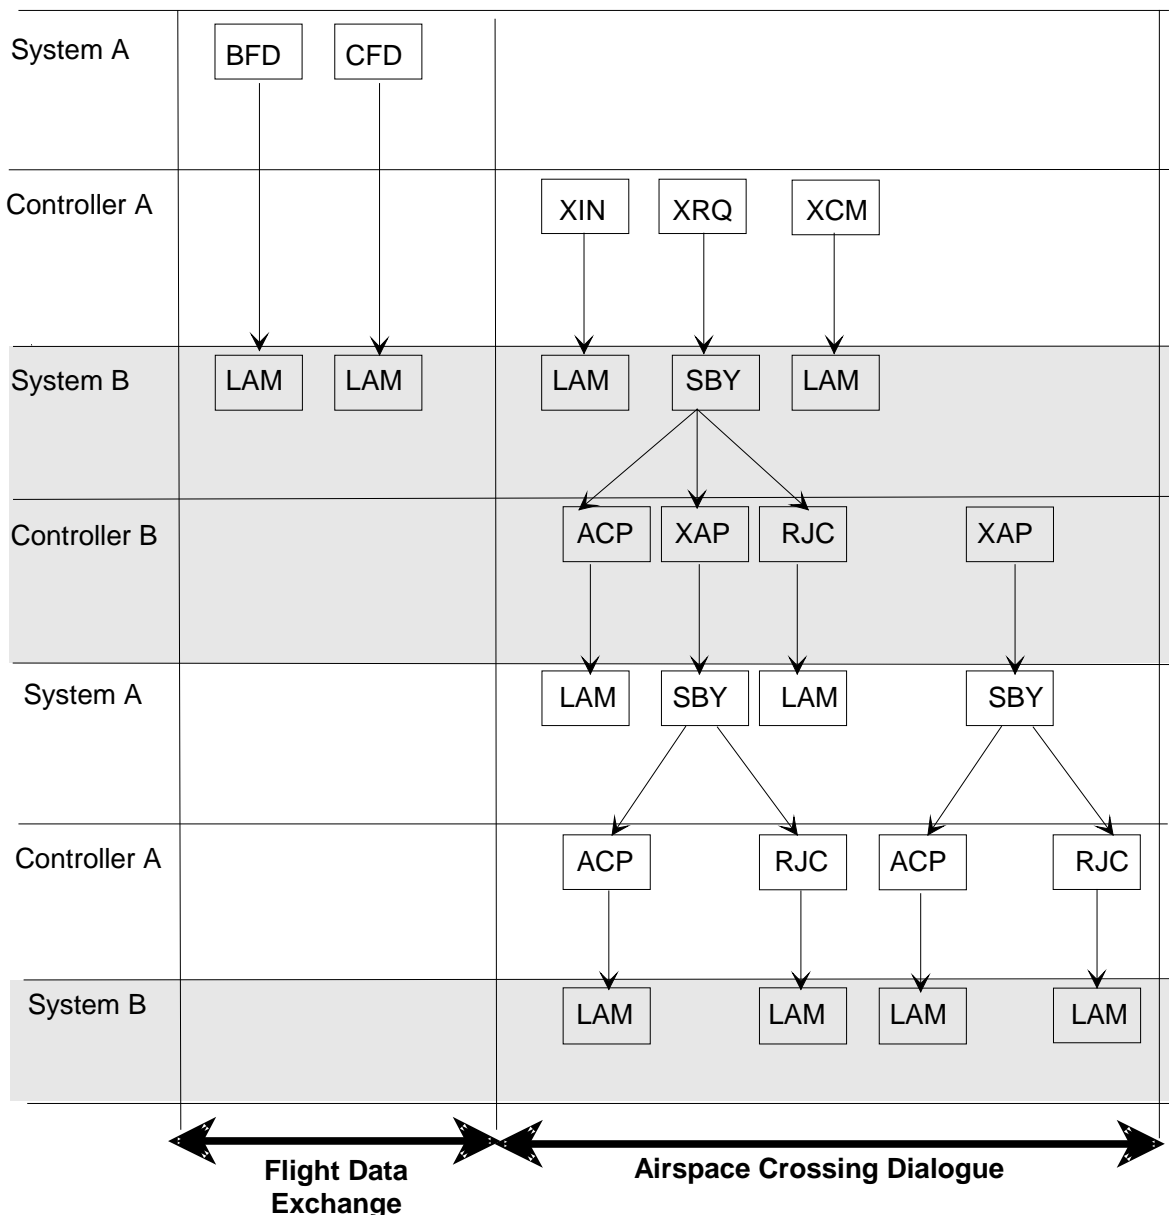 System A
BFD CFD
Controller A
XIN XRQ XCM
System B
LAM LAM LAM SBY LAM
Controller B
ACP XAP RJC XAP
System A
LAM SBY LAM SBY
Controller A
ACP RJC ACP RJC
System B
LAM LAM LAM LAM
Flight Data
Exchange
Airspace Crossing Dialogue